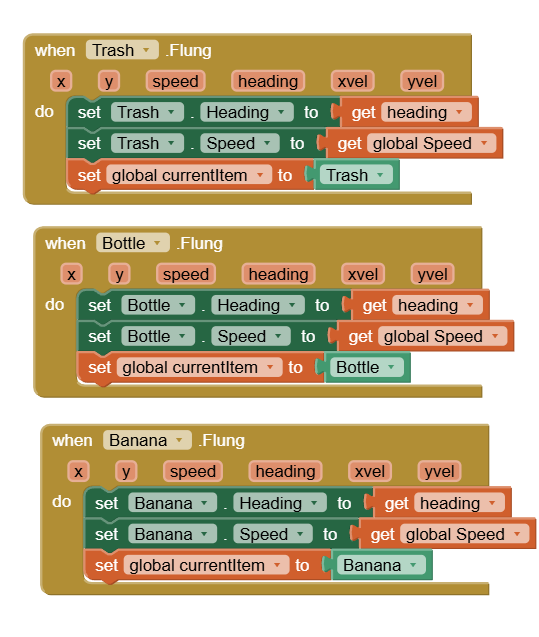 when Trash .Flung
x y speed heading xvel yvel
do set Trash . Heading to get heading
set Trash . Speed to get global Speed
set global currentItem to Trash
when Bottle .Flung
x y speed heading xvel yvel
do set Bottle . Heading to get heading
set Bottle . Speed to get global Speed
set global currentItem to Bottle
when Banana .Flung
x y speed heading xvel yvel
do set Banana . Heading to get heading
set Banana . Speed to get global Speed
set global currentItem to Banana